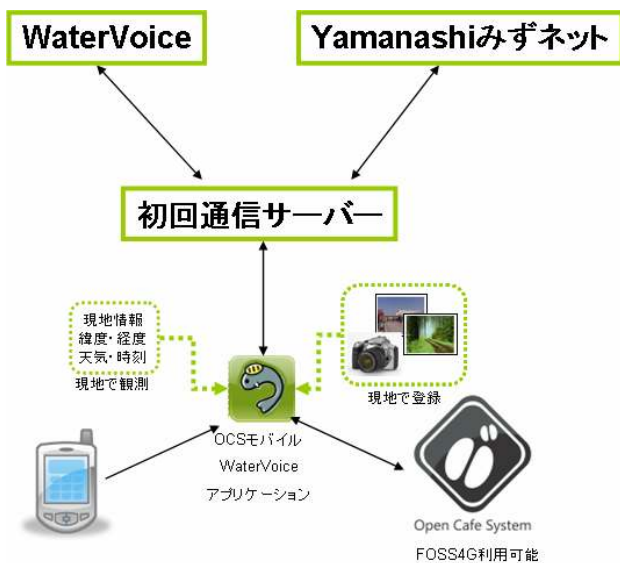 WaterVoice
Yamanashiみずネット
初回通信サーバー
現地情報
緯度・経度
天気・時刻
現地で観測
現地で登録
OCSモバイル
WaterVoice
アプリケーション
Open Cafe System
FOSS4G利用可能